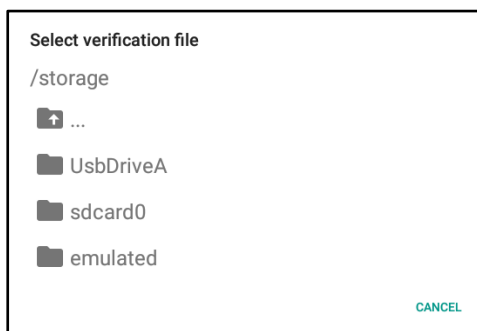 Select verification file
/storage
...
UsbDriveA
sdcard0
emulated
CANCEL